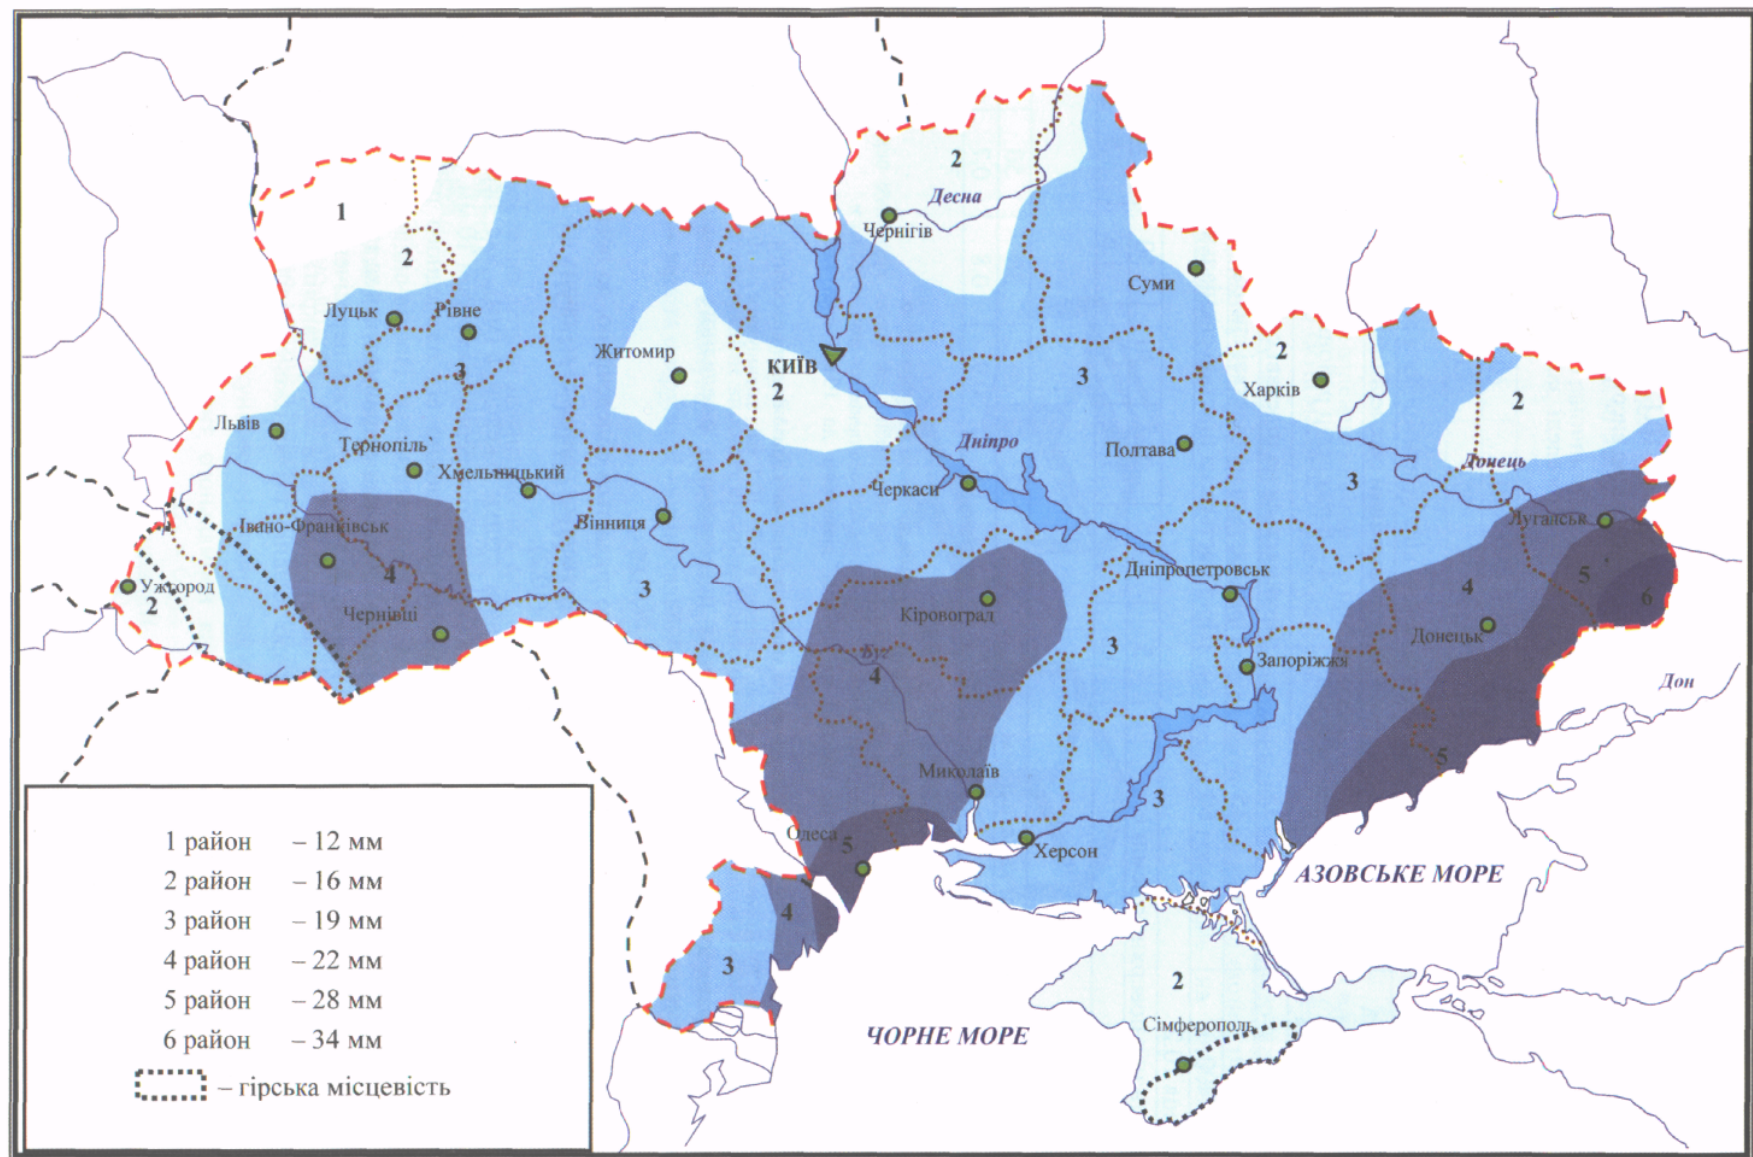 2
1
Десна
Чернігів
2
Суми
Луцьк
Рівне
Житомир
КИЇВ
2
3
3
2
2
2
Харків
Львів
Тернопіль`
Хмельницький
Дніпро
Полтава
Черкаси
Донець
3
Івано-Франківськ
Вінниця
Луганськ
Ужгород
2
4
3
Дніпропетровськ
4
5
6
Чернівці
Кіровоград
Донецьк
3
Запоріжжя
Буг
4
Дон
Миколаїв
3
5
Одеса
5
Херсон
АЗОВСЬКЕ МОРЕ
4
3
2
Сімферополь
ЧОРНЕ МОРЕ
1 район – 12 мм
2 район – 16 мм
3 район – 19 мм
4 район – 22 мм
5 район – 28 мм
6 район – 34 мм
– гірська місцевість